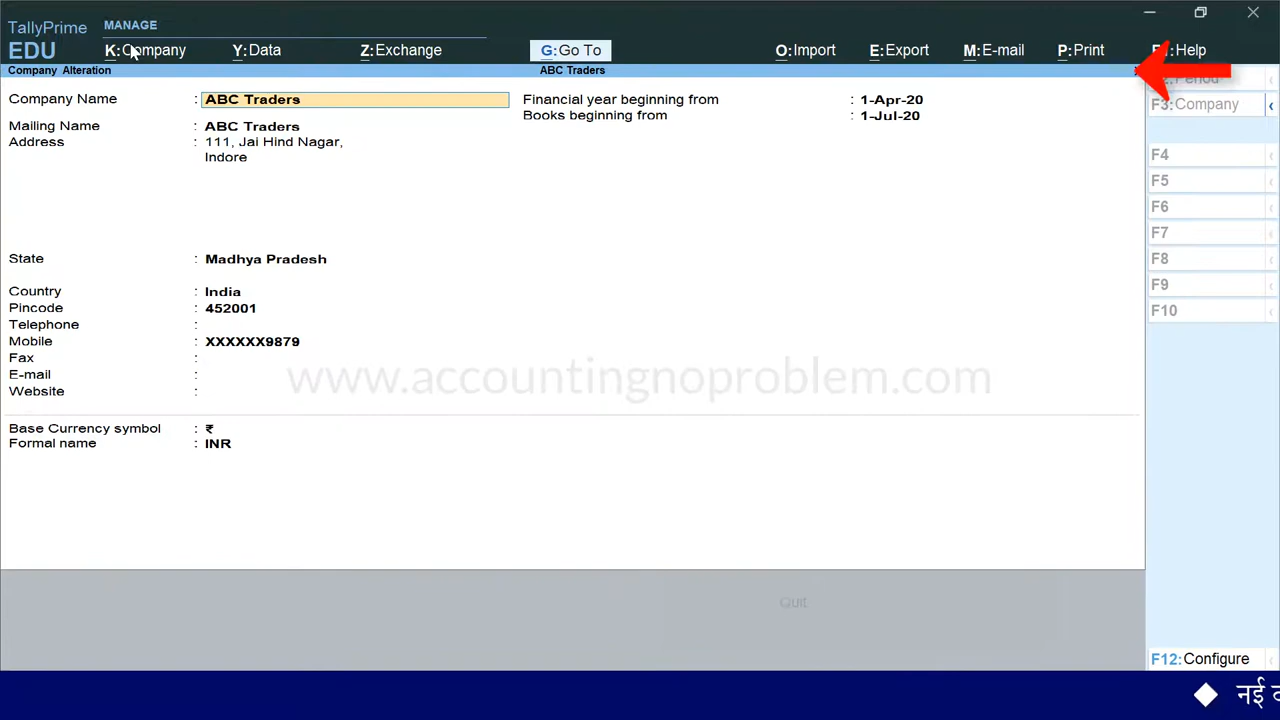 TallyPrime
EDU
MANAGE
K:Company Y:Data Z:Exchange G:Go To O:Import E:Export M:E-mail P:Print F1:Help
Company Alteration ABC Traders
Company Name : ABC Traders
Financial year beginning from : 1-Apr-20
Books beginning from : 1-Jul-20
Mailing Name : ABC Traders
Address : 111, Jai Hind Nagar,
Indore
State : Madhya Pradesh
Country : India
Pincode : 452001
Telephone :
Mobile : XXXXXX9879
Fax :
E-mail :
Website :
www.accountingnoproblem.com
Base Currency symbol : ₹
Formal name : INR
Quit
Period
F3:Company
F4
F5
F6
F7
F8
F9
F10
F12:Configure
नई